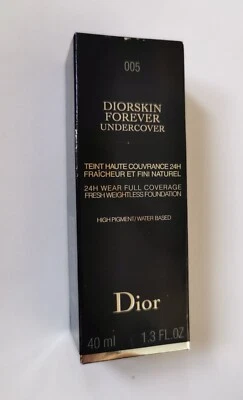 005
DIORSKIN
FOREVER
UNDERCOVER
TEINT HAUTE COUVRANCE 24H
FRAÎCHEUR ET FINI NATUREL
24H WEAR FULL COVERAGE
FRESH WEIGHTLESS FOUNDATION
HIGH PIGMENT/WATER BASED
Dior
40 ml 1.3 FL.OZ